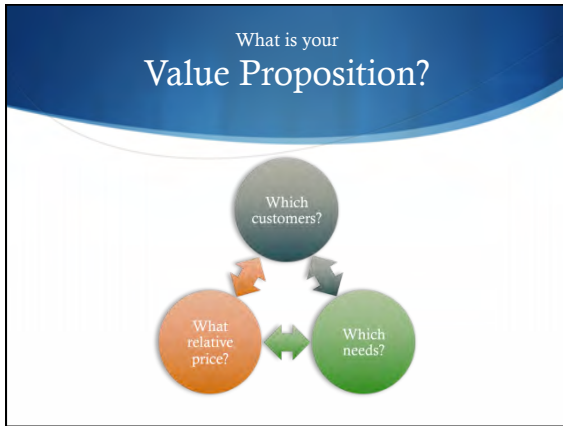 What is your
Value Proposition?
Which
customers?
What
relative
price?
Which
needs?